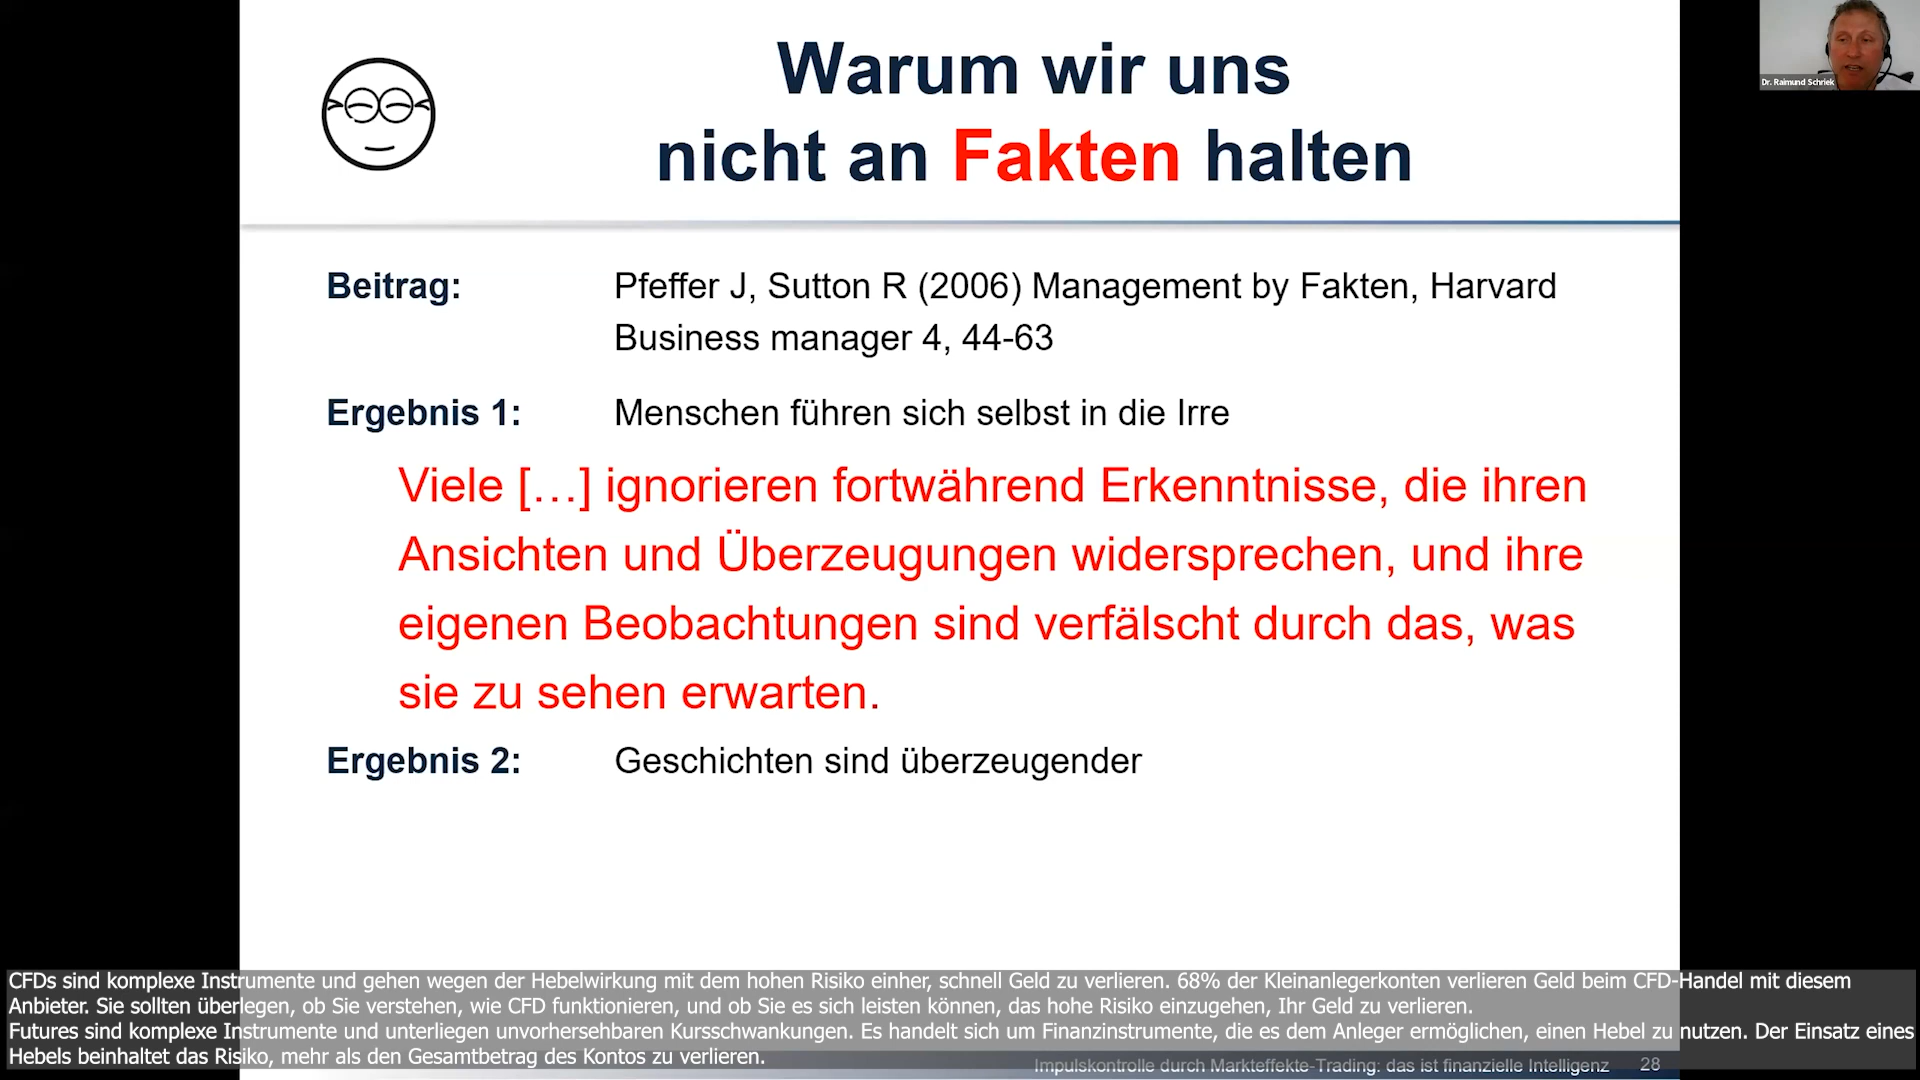 Warum wir uns
nicht an Fakten halten
Dr. Raimund Schriek
Beitrag: Pfeffer J, Sutton R (2006) Management by Fakten, Harvard
Business manager 4, 44-63
Ergebnis 1: Menschen führen sich selbst in die Irre
Viele […] ignorieren fortwährend Erkenntnisse, die ihren
Ansichten und Überzeugungen widersprechen, und ihre
eigenen Beobachtungen sind verfälscht durch das, was
sie zu sehen erwarten.
Ergebnis 2: Geschichten sind überzeugender
CFDs sind komplexe Instrumente und gehen wegen der Hebelwirkung mit dem hohen Risiko einher, schnell Geld zu verlieren. 68% der Kleinanlegerkonten verlieren Geld beim CFD-Handel mit diesem
Anbieter. Sie sollten überlegen, ob Sie verstehen, wie CFD funktionieren, und ob Sie es sich leisten können, das hohe Risiko einzugehen, Ihr Geld zu verlieren.
Futures sind komplexe Instrumente und unterliegen unvorhersehbaren Kursschwankungen. Es handelt sich um Finanzinstrumente, die es dem Anleger ermöglichen, einen Hebel zu nutzen. Der Einsatz eines
Hebels beinhaltet das Risiko, mehr als den Gesamtbetrag des Kontos zu verlieren.
Impulskontrolle durch Markteffekte-Trading: das ist finanzielle Intelligenz 28